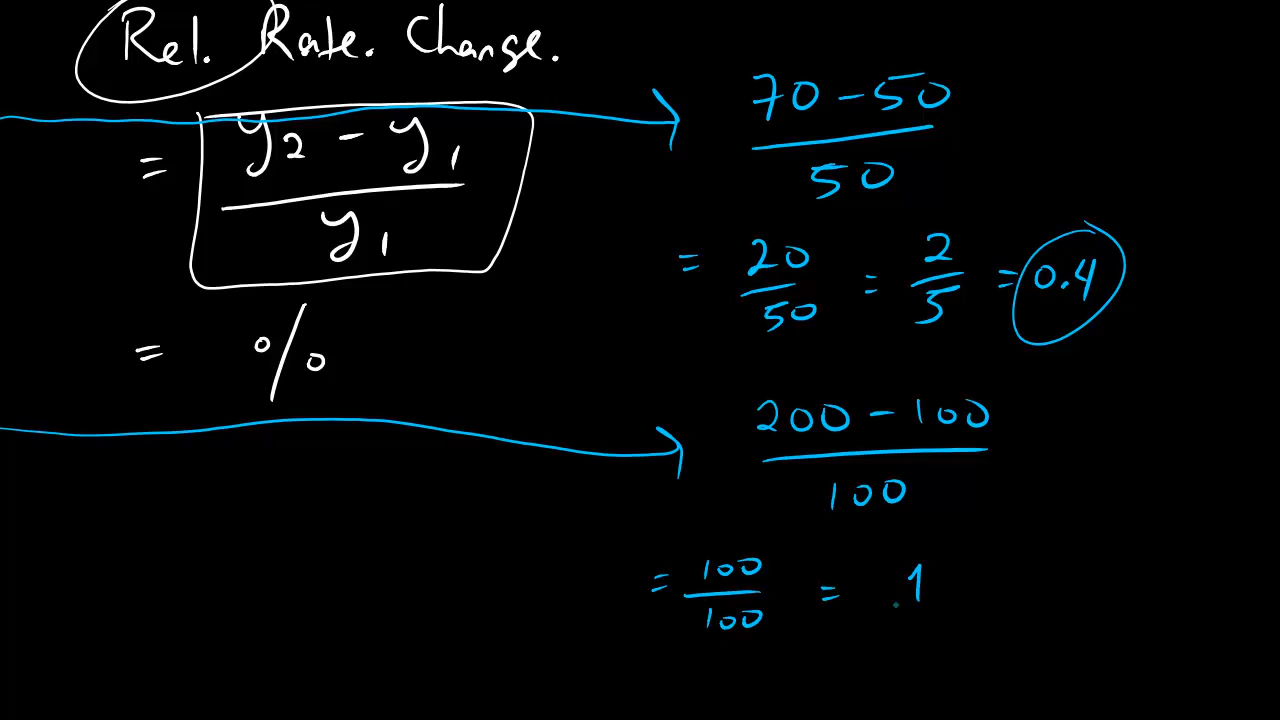 Rel. Rate. Change.
= y₂ - y₁ / y₁
= %
70 - 50 / 50
= 20/50 = 2/5 = 0.4
200 - 100 / 100
= 100/100 = 1